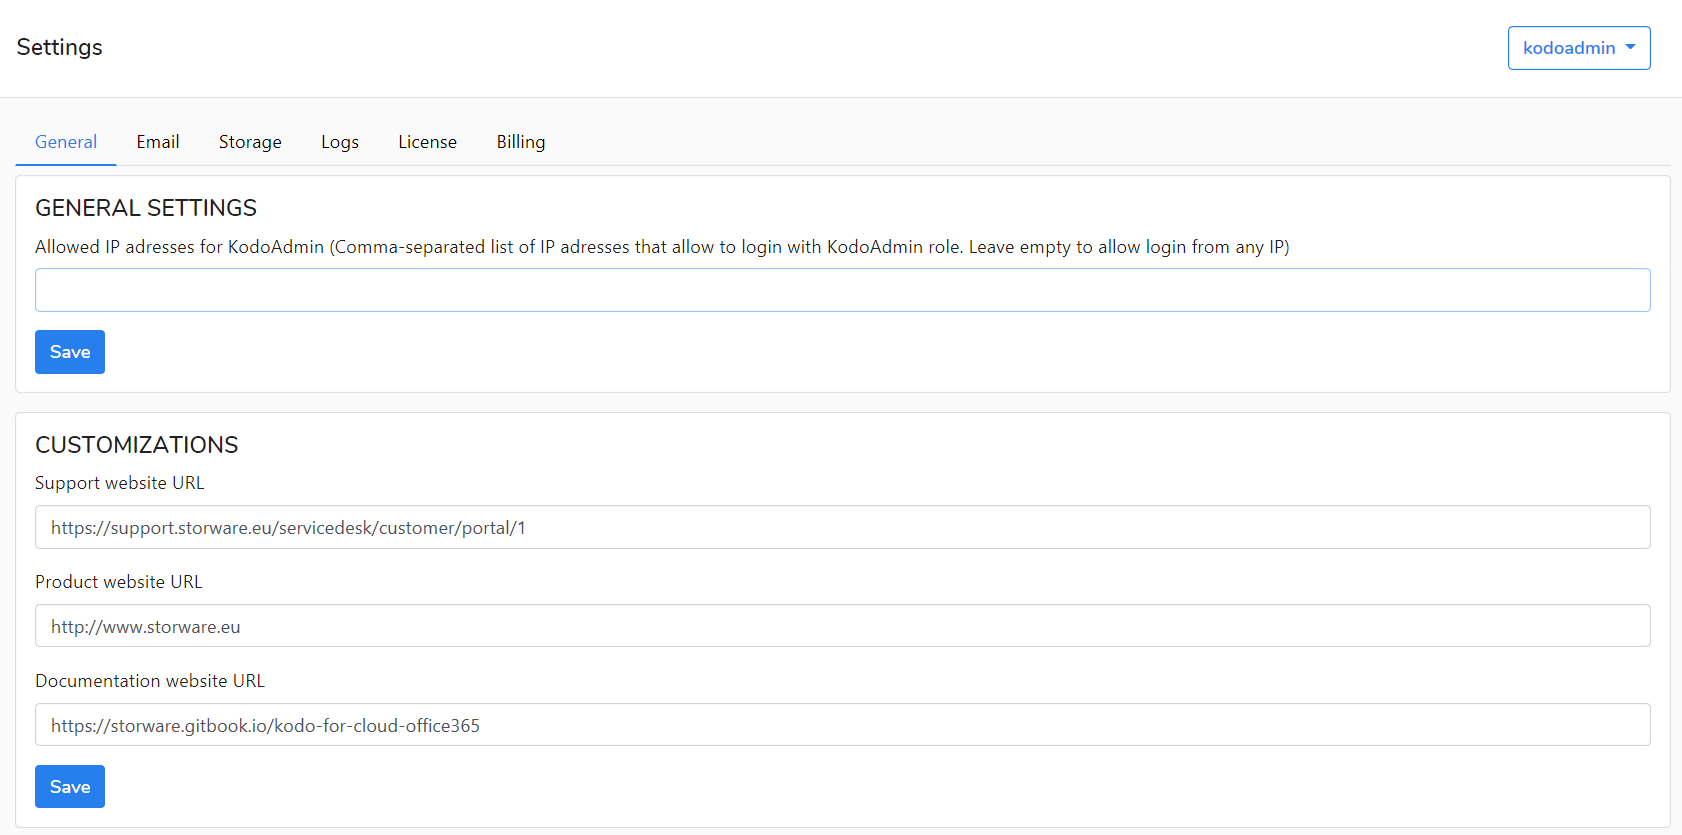 Settings
kodoadmin
General Email Storage Logs License Billing
GENERAL SETTINGS
Allowed IP adresses for KodoAdmin (Comma-separated list of IP adresses that allow to login with KodoAdmin role. Leave empty to allow login from any IP)
Save
CUSTOMIZATIONS
Support website URL
https://support.storware.eu/servicedesk/customer/portal/1
Product website URL
http://www.storware.eu
Documentation website URL
https://storware.gitbook.io/kodo-for-cloud-office365
Save